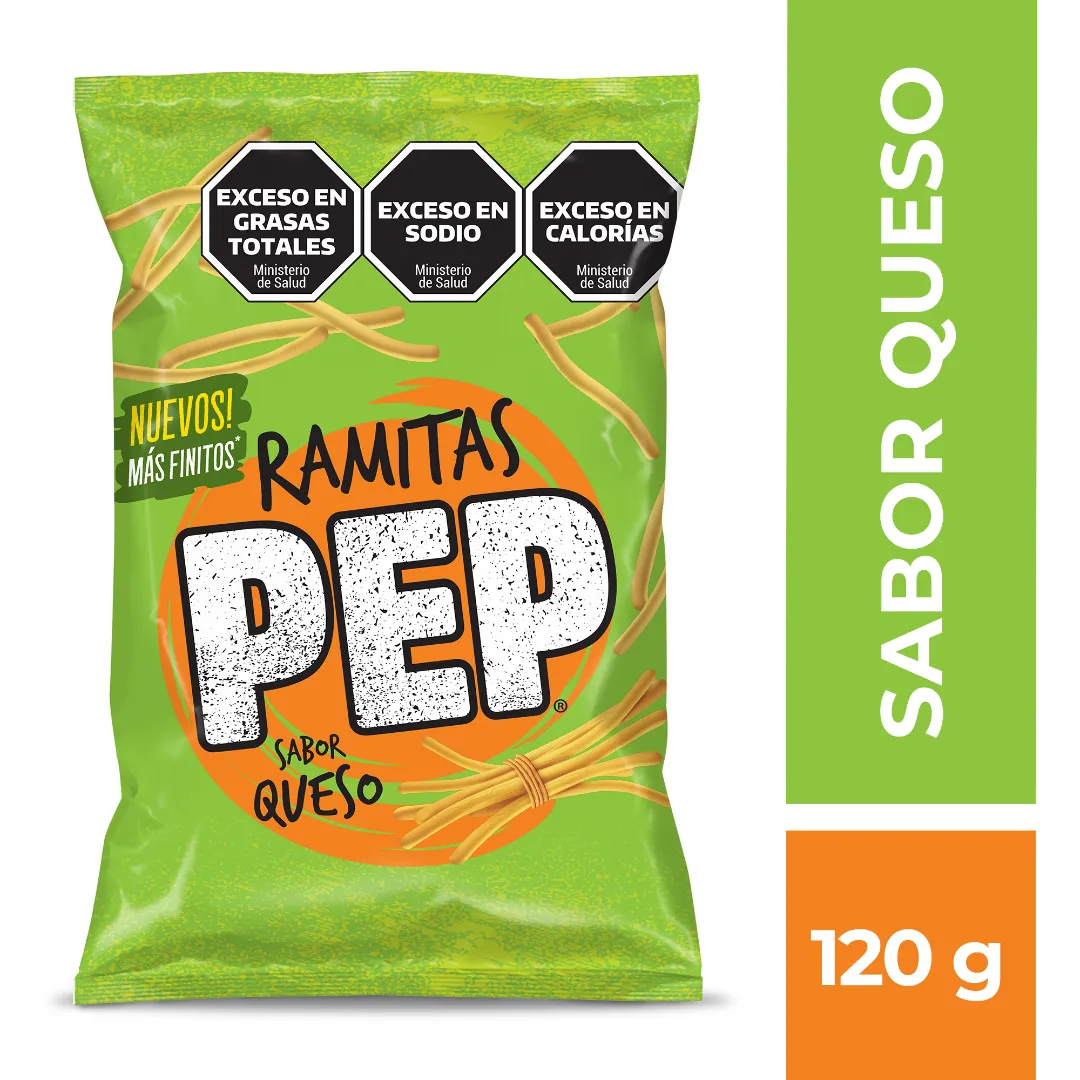 EXCESO EN
GRASAS
TOTALES
Ministerio
de Salud
EXCESO EN
SODIO
Ministerio
de Salud
EXCESO EN
CALORÍAS
Ministerio
de Salud
NUEVOS!
MÁS FINITOS*
RAMITAS
PEP®
SABOR
QUESO
SABOR QUESO
120 g